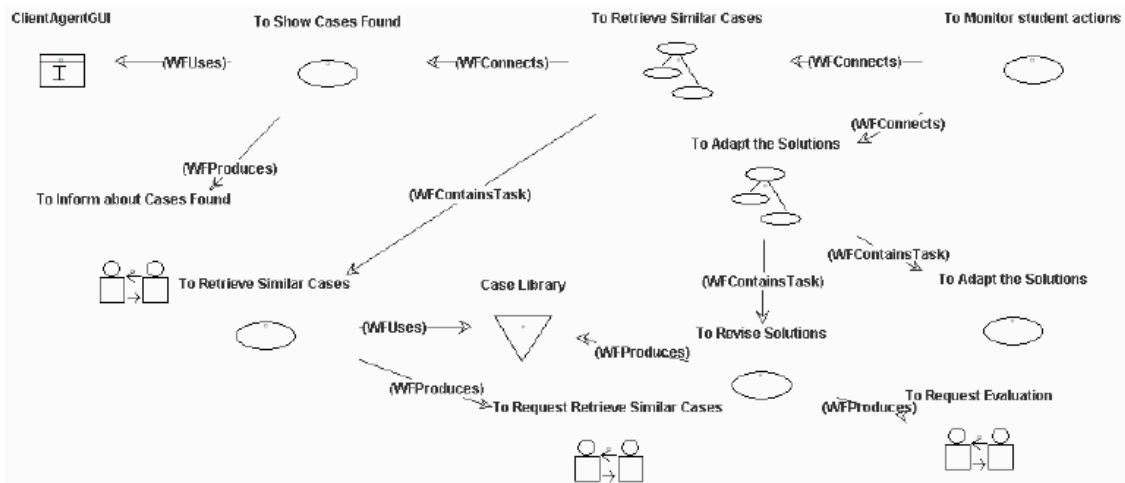 ClientAgentGUI
To Show Cases Found
To Retrieve Similar Cases
To Monitor student actions
(WFUses)
(WFConnects)
(WFConnects)
(WFConnects)
To Adapt the Solutions
(WFProduces)
To Inform about Cases Found
(WFContainsTask)
(WFContainsTask)
To Retrieve Similar Cases
Case Library
(WFContainsTask)
To Adapt the Solutions
(WFUses)
To Revise Solutions
(WFProduces)
(WFProduces)
To Request Retrieve Similar Cases
(WFProduces)
To Request Evaluation